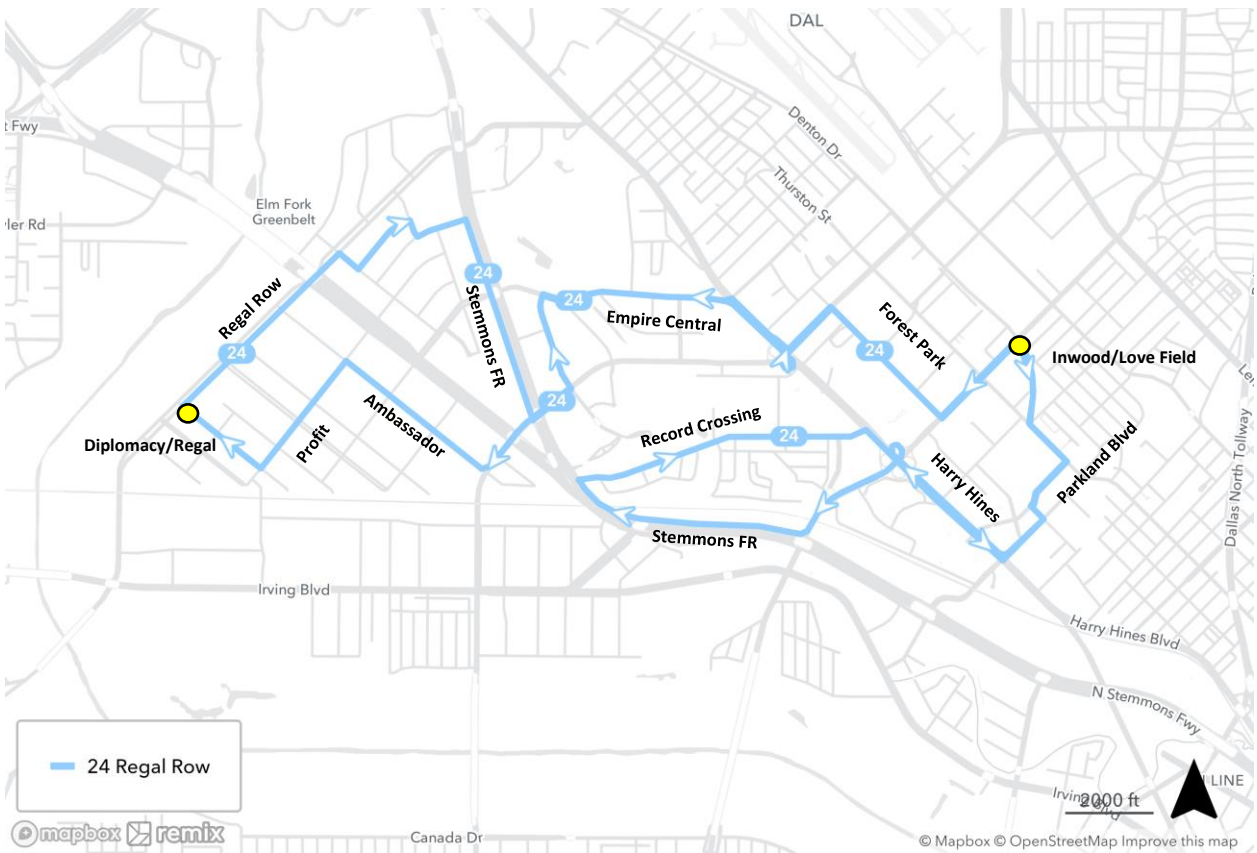 DAL
t Fwy
Denton Dr
Thurston St
Elm Fork
Greenbelt
ler Rd
24
Regal Row
Stemmons FR
24
Empire Central
Forest Park
24
Inwood/Love Field
24
Ambassador
24
Record Crossing
24
Diplomacy/Regal
Profit
Harry Hines
Parkland Blvd
Dallas North Tollway
Stemmons FR
Irving Blvd
Harry Hines Blvd
N Stemmons Fwy
24 Regal Row
LINE
2000 ft
Irving Blvd
mapbox remix
Canada Dr
© Mapbox © OpenStreetMap Improve this map